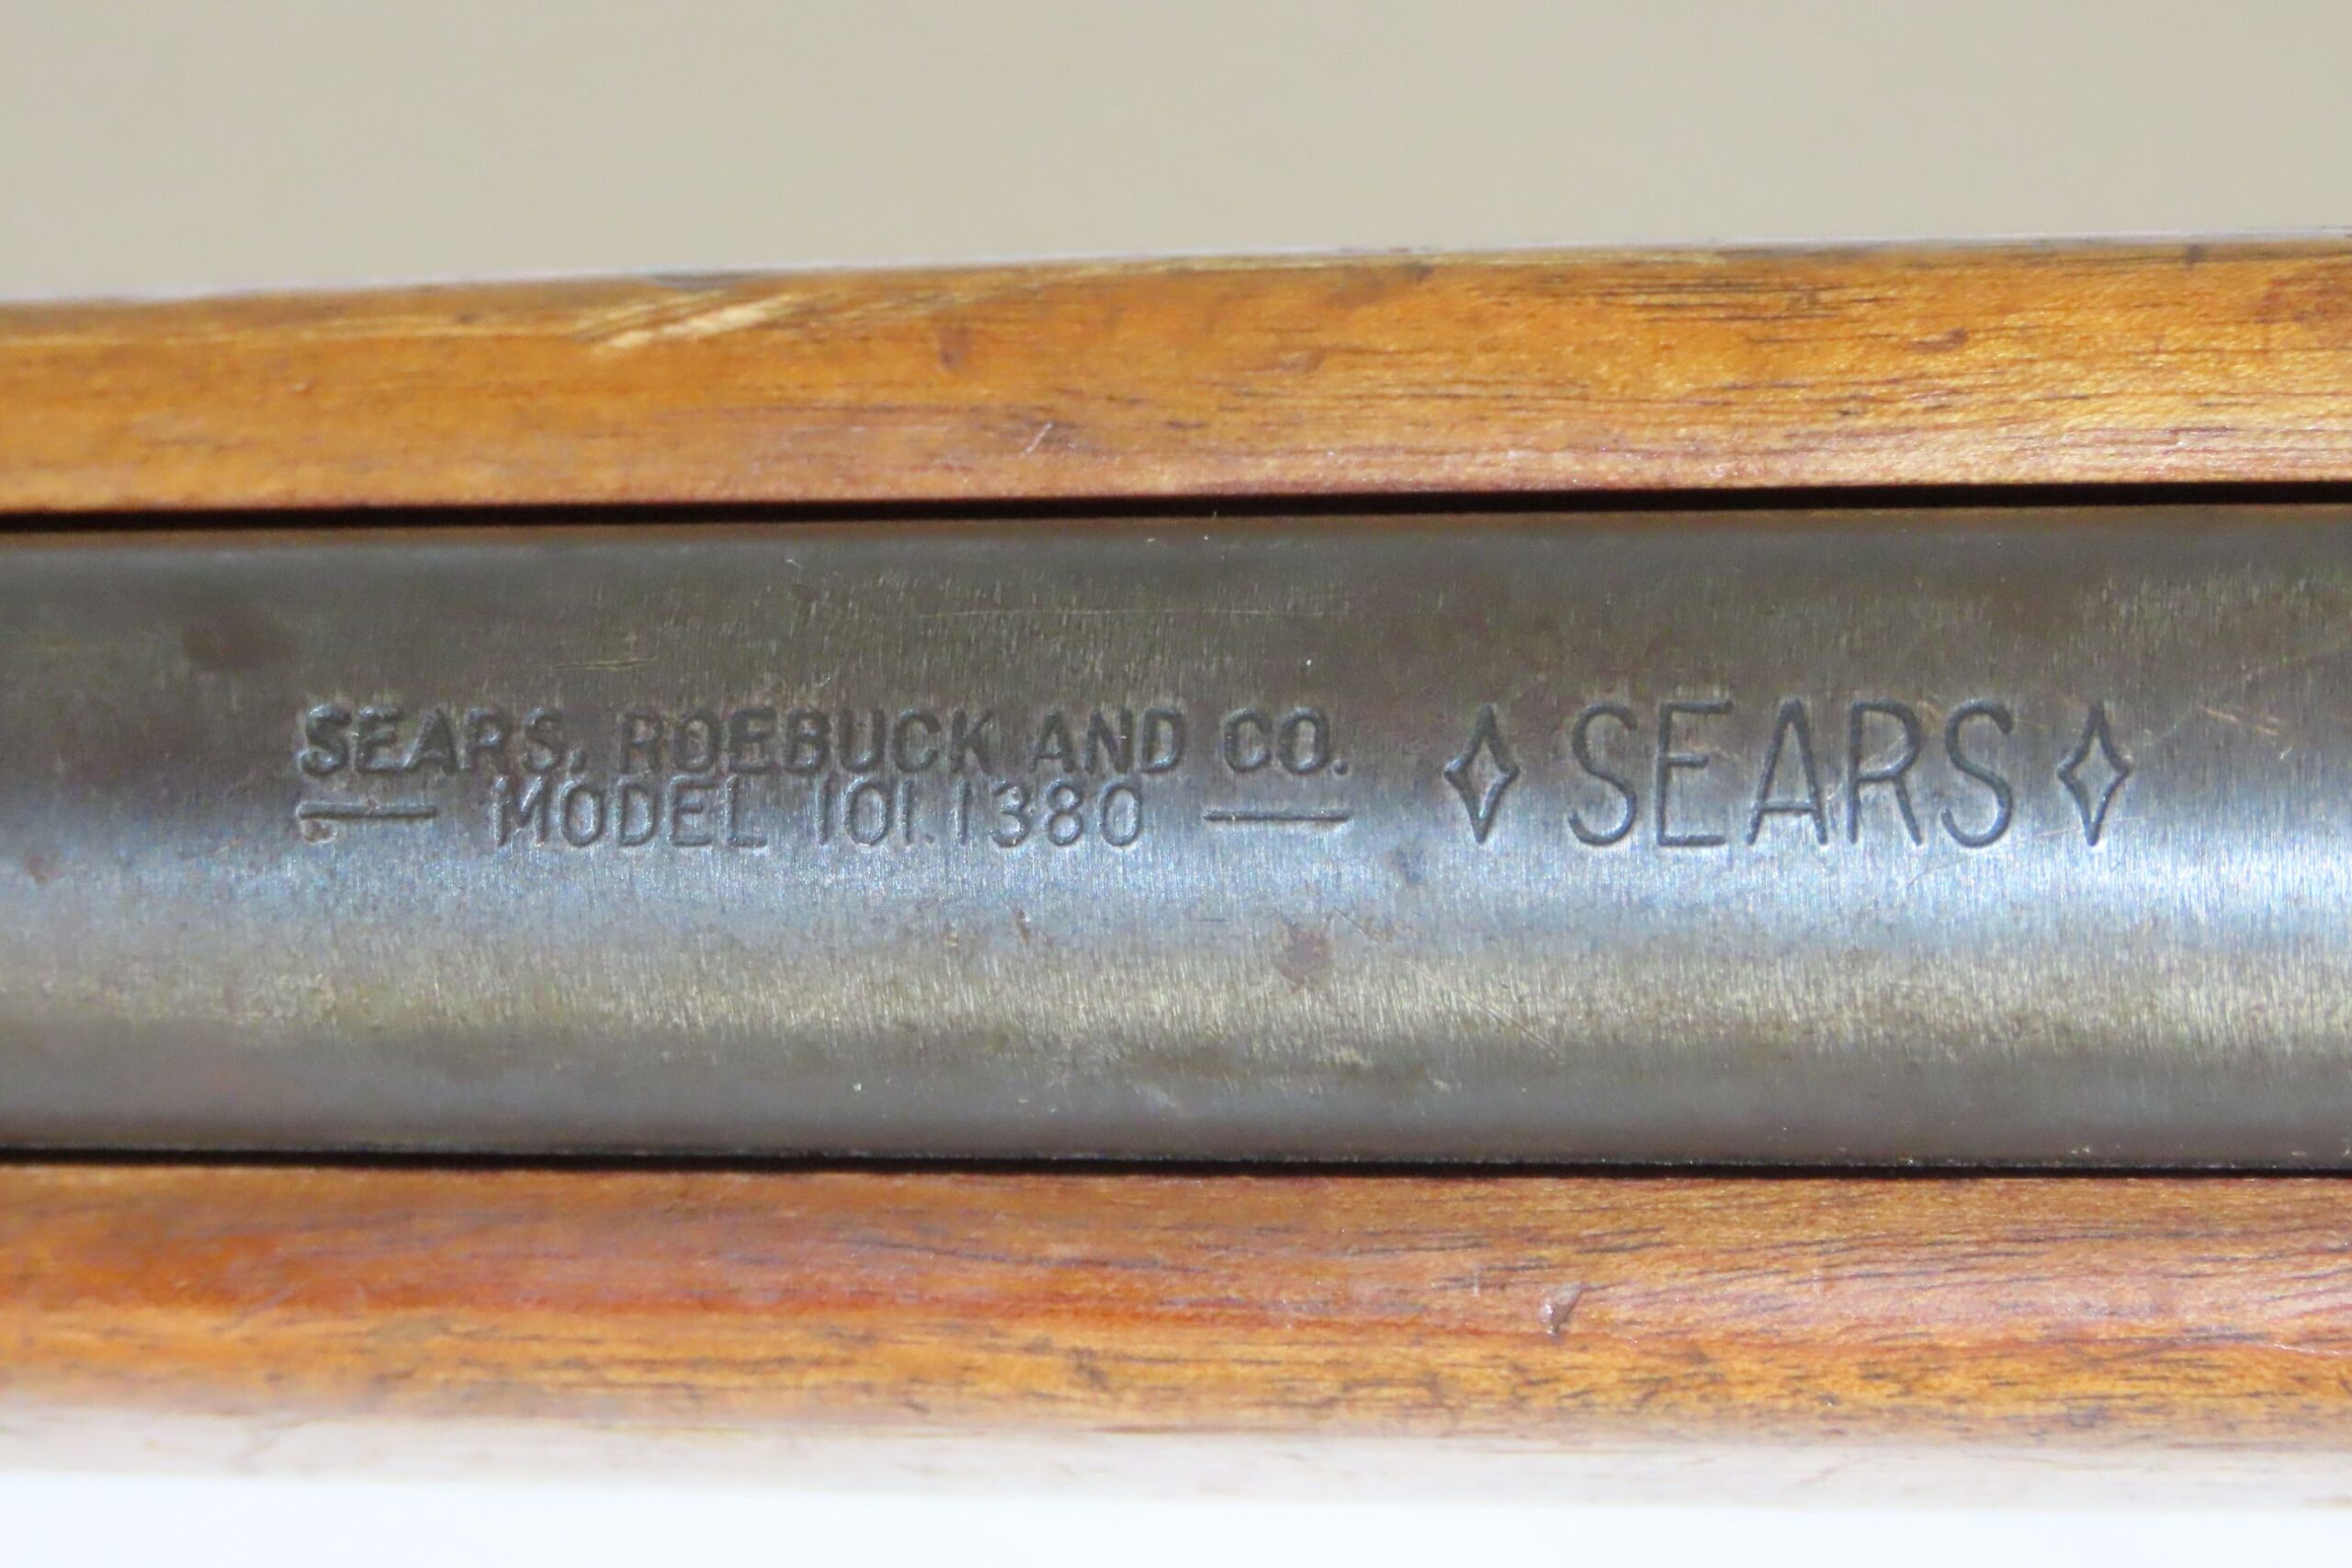 SEARS, ROEBUCK AND CO.
— MODEL 101.1380 —
◊ SEARS ◊